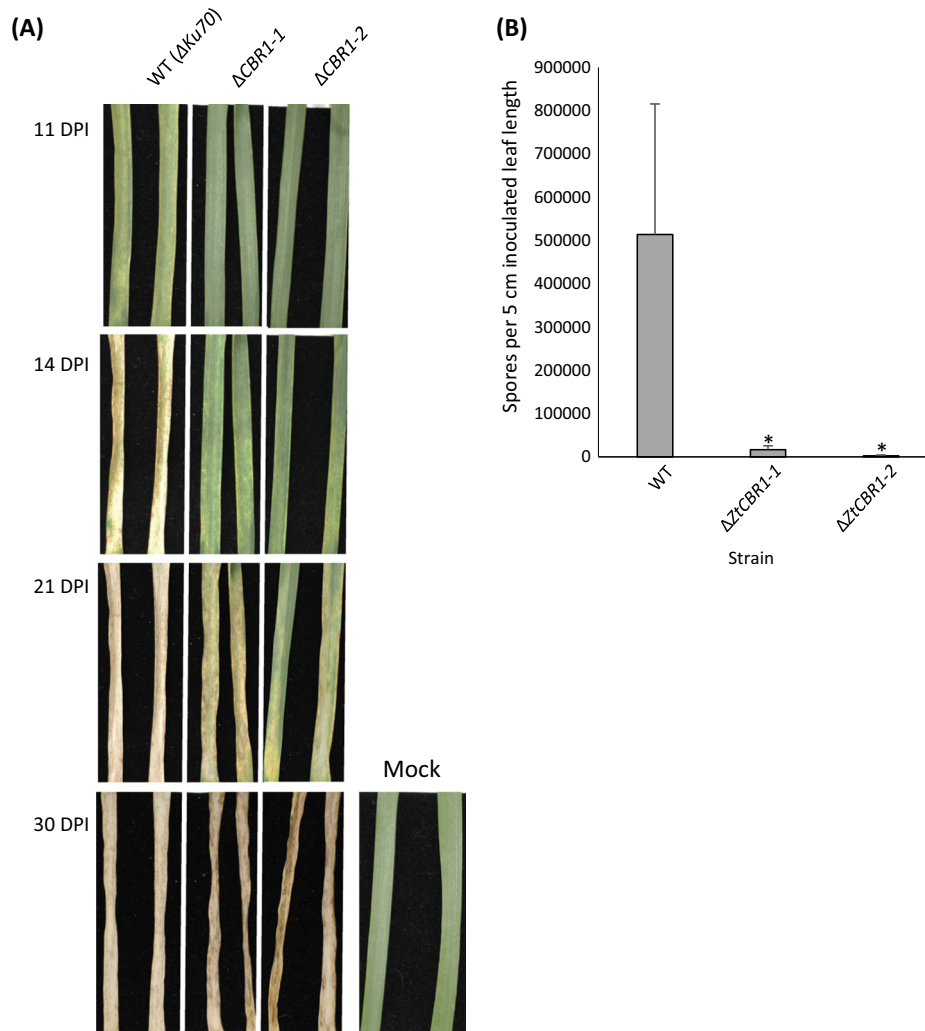 (A)
WT (ΔKu70)
ΔCBR1-1
ΔCBR1-2
11 DPI
14 DPI
21 DPI
30 DPI
Mock
(B)
Spores per 5 cm inoculated leaf length
900000
800000
700000
600000
500000
400000
300000
200000
100000
0
*
*
WT
ΔZtCBR1-1
ΔZtCBR1-2
Strain